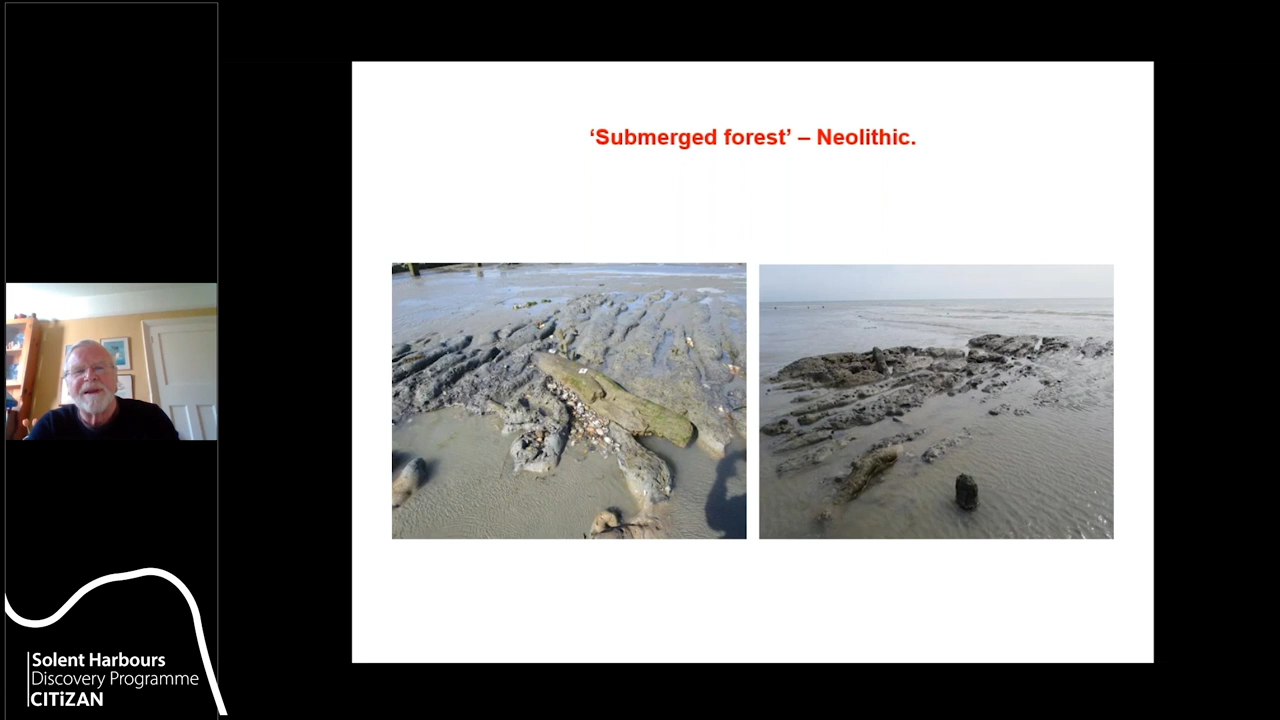 ‘Submerged forest’ – Neolithic.
Solent Harbours
Discovery Programme
CITiZAN